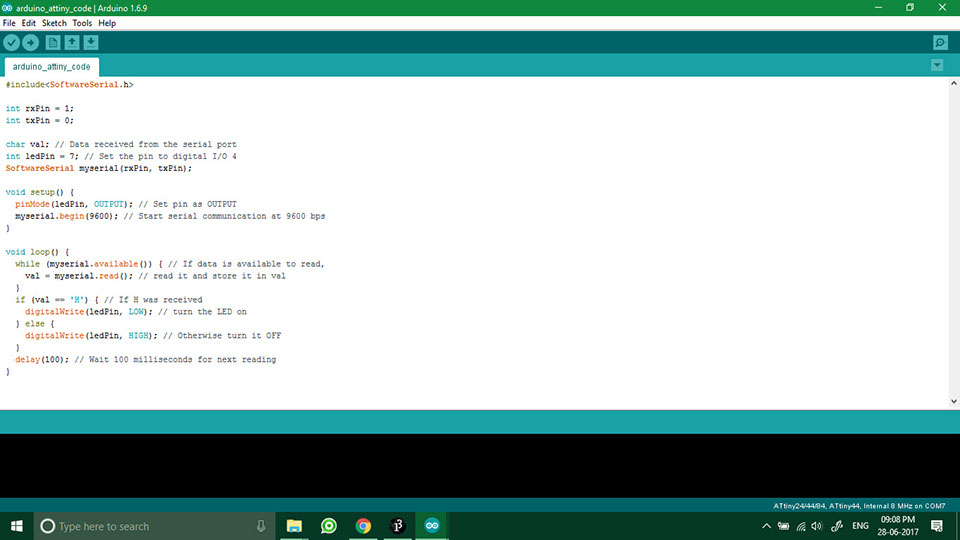 arduino_attiny_code | Arduino 1.6.9
File Edit Sketch Tools Help
arduino_attiny_code
#include<SoftwareSerial.h>
int rxPin = 1;
int txPin = 0;
char val; // Data received from the serial port
int ledPin = 7; // Set the pin to digital I/O 4
SoftwareSerial myserial(rxPin, txPin);
void setup() {
pinMode(ledPin, OUTPUT); // Set pin as OUTPUT
myserial.begin(9600); // Start serial communication at 9600 bps
}
void loop() {
while (myserial.available()) { // If data is available to read,
val = myserial.read(); // read it and store it in val
}
if (val == 'H') { // If H was received
digitalWrite(ledPin, LOW); // turn the LED on
} else {
digitalWrite(ledPin, HIGH); // Otherwise turn it OFF
}
delay(100); // Wait 100 milliseconds for next reading
}
ATtiny24/44/84, ATtiny44, Internal 8 MHz on COM7
Type here to search
ENG
09:08 PM
28-06-2017